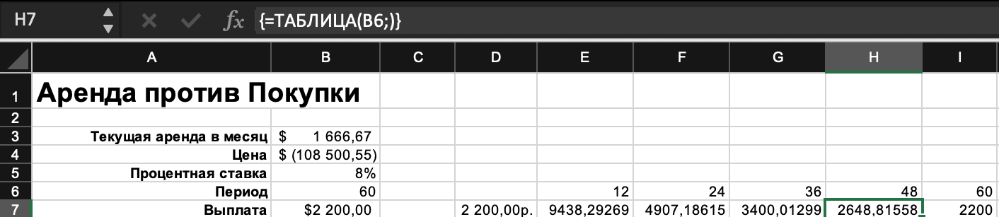 H7 fx {=ТАБЛИЦА(B6;)}
A B C D E F G H I
1 Аренда против Покупки
2
3 Текущая аренда в месяц $ 1 666,67
4 Цена $ (108 500,55)
5 Процентная ставка 8%
6 Период 60 12 24 36 48 60
7 Выплата $2 200,00 2 200,00р. 9438,29269 4907,18615 3400,01299 2648,81558 2200